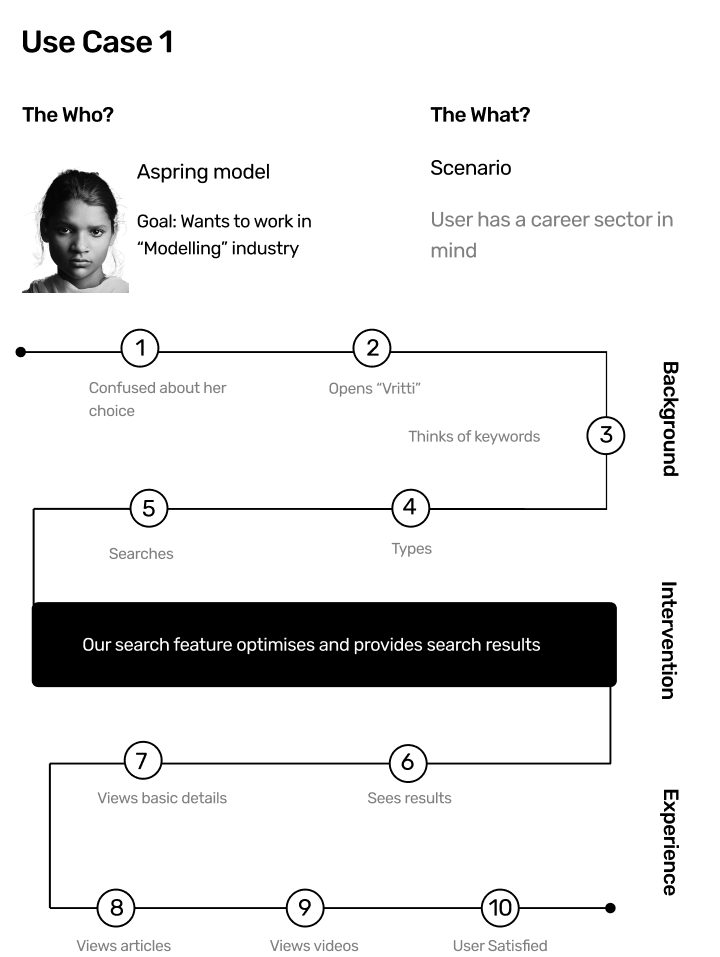 Use Case 1
The Who?
The What?
Aspring model
Goal: Wants to work in
“Modelling” industry
Scenario
User has a career sector in
mind
1
Confused about her
choice
2
Opens “Vritti”
3
Thinks of keywords
Background
4
Types
5
Searches
Our search feature optimises and provides search results
Intervention
6
Sees results
7
Views basic details
Experience
8
Views articles
9
Views videos
10
User Satisfied